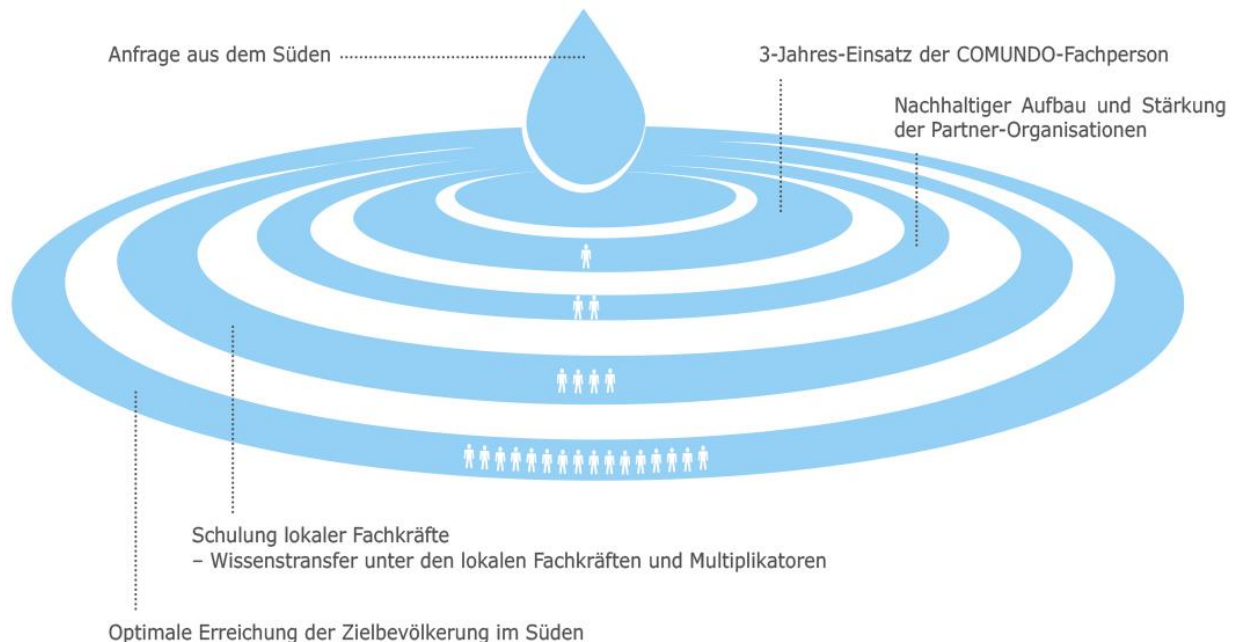 Anfrage aus dem Süden
3-Jahres-Einsatz der COMUNDO-Fachperson
Nachhaltiger Aufbau und Stärkung
der Partner-Organisationen
Schulung lokaler Fachkräfte
– Wissenstransfer unter den lokalen Fachkräften und Multiplikatoren
Optimale Erreichung der Zielbevölkerung im Süden